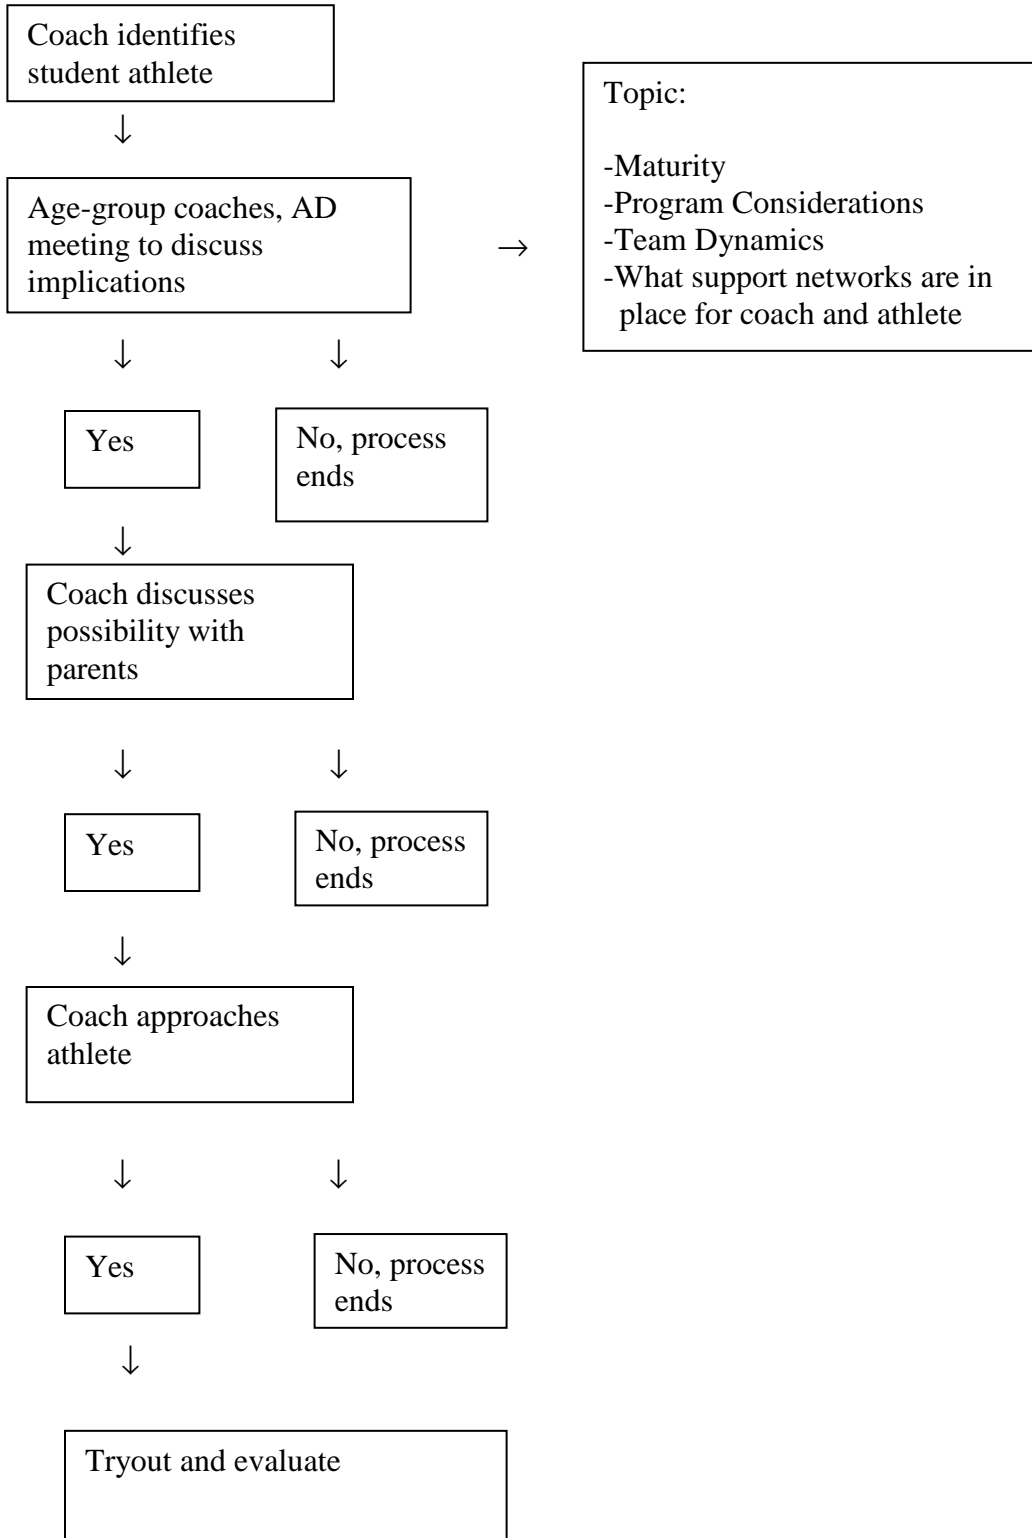 Coach identifies
student athlete
↓
Topic:
-Maturity
-Program Considerations
-Team Dynamics
-What support networks are in
place for coach and athlete
Age-group coaches, AD
meeting to discuss
implications
→
↓ ↓
Yes
No, process
ends
↓
Coach discusses
possibility with
parents
↓ ↓
Yes
No, process
ends
↓
Coach approaches
athlete
↓ ↓
Yes
No, process
ends
↓
Tryout and evaluate